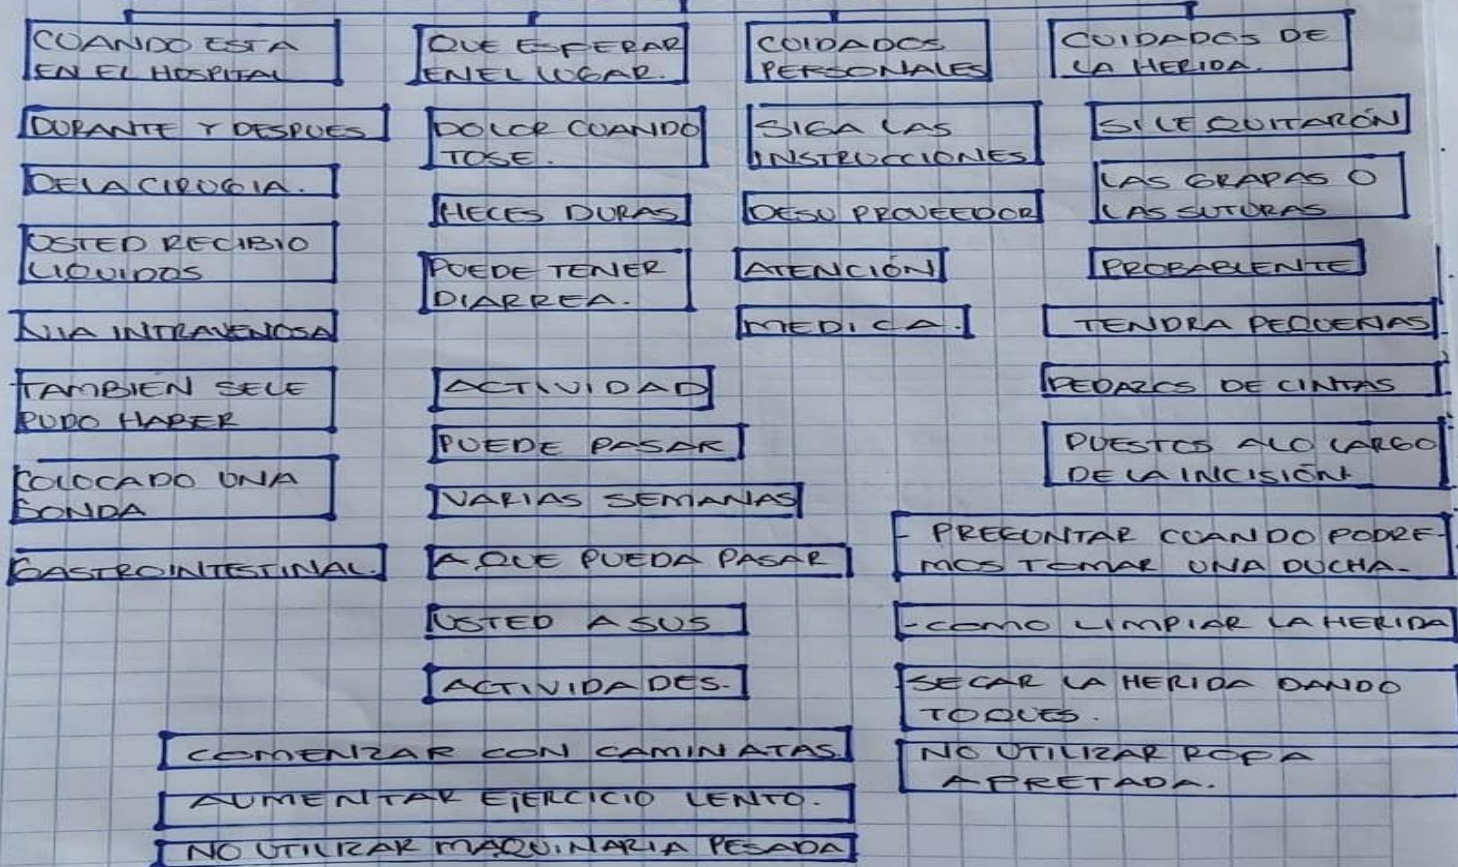 CUANDO ESTA
EN EL HOSPITAL
DURANTE Y DESPUES
DE LA CIRUGIA.
USTED RECIBIO
LIQUIDOS
VIA INTRAVENOSA
TAMBIEN SELE
PUDO HABER
COLOCADO UNA
SONDA
GASTROINTESTINAL.
QUE ESPERAR
EN EL LUGAR.
DOLOR CUANDO
TOSE.
HECES DURAS
PUEDE TENER
DIARREA.
ACTIVIDAD
PUEDE PASAR
VARIAS SEMANAS
A QUE PUEDA PASAR
USTED A SUS
ACTIVIDADES.
COMENZAR CON CAMINATAS
AUMENTAR EJERCICIO LENTO.
NO UTILIZAR MAQUINARIA PESADA
CUIDADOS
PERSONALES
SIGA LAS
INSTRUCCIONES
DE SU PROVEEDOR
ATENCIÓN
MEDICA.
CUIDADOS DE
LA HERIDA.
SI LE QUITARÓN
LAS GRAPAS O
LAS SUTURAS
PROBABLENTE
TENDRA PEQUEÑAS
PEDAZOS DE CINTAS
PUESTOS ALO LARGO
DE LA INCISIÓN
- PREGUNTAR CUANDO PODRE-
MOS TOMAR UNA DUCHA.
- COMO LIMPIAR LA HERIDA
SECAR LA HERIDA DANDO
TOQUES.
NO UTILIZAR ROPA
APRETADA.